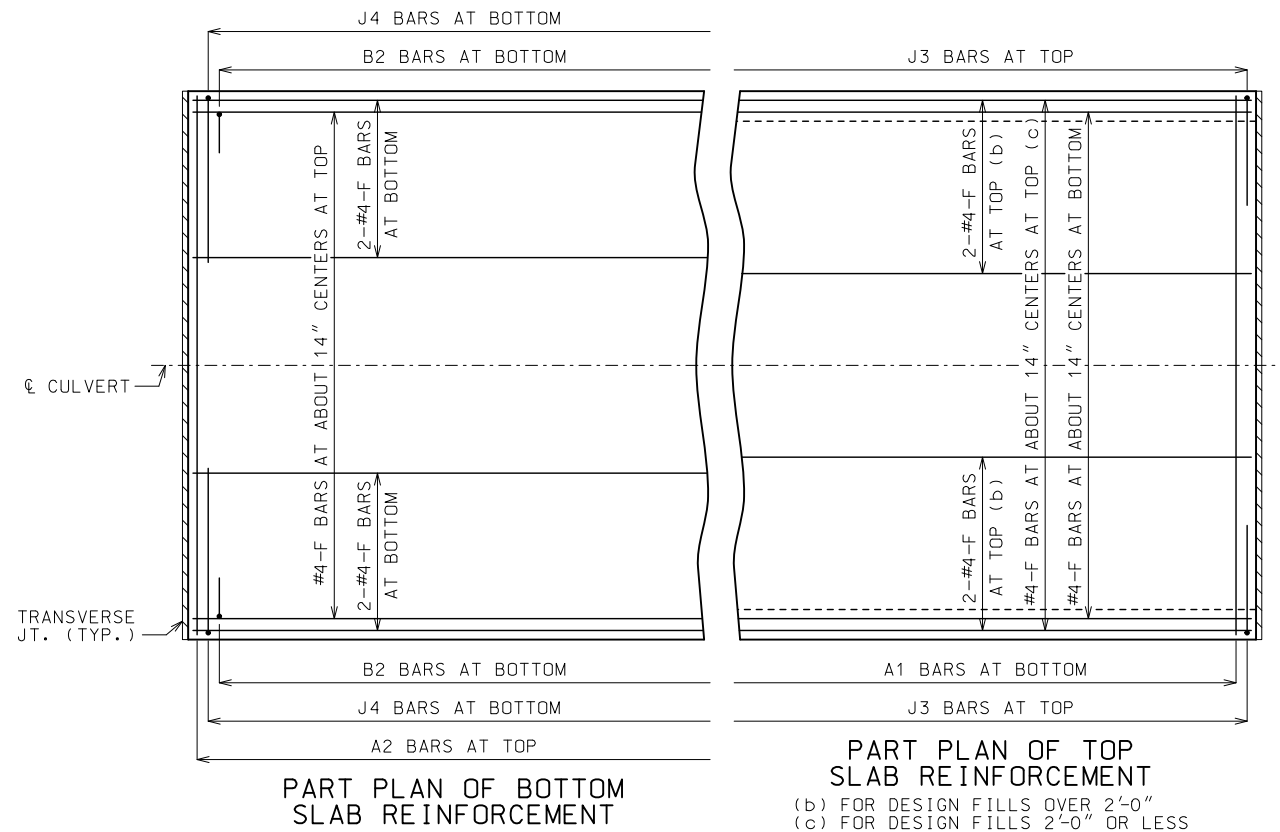 J4 BARS AT BOTTOM
B2 BARS AT BOTTOM
J3 BARS AT TOP
#4-F BARS AT ABOUT 14" CENTERS AT TOP
2-#4-F BARS
AT BOTTOM
2-#4-F BARS
AT TOP (b)
#4-F BARS AT ABOUT 14" CENTERS AT TOP (c)
#4-F BARS AT ABOUT 14" CENTERS AT BOTTOM
℄ CULVERT
2-#4-F BARS
AT BOTTOM
2-#4-F BARS
AT TOP (b)
TRANSVERSE
JT. (TYP.)
B2 BARS AT BOTTOM
A1 BARS AT BOTTOM
J4 BARS AT BOTTOM
J3 BARS AT TOP
A2 BARS AT TOP
PART PLAN OF BOTTOM
SLAB REINFORCEMENT
PART PLAN OF TOP
SLAB REINFORCEMENT
(b) FOR DESIGN FILLS OVER 2'-0"
(c) FOR DESIGN FILLS 2'-0" OR LESS